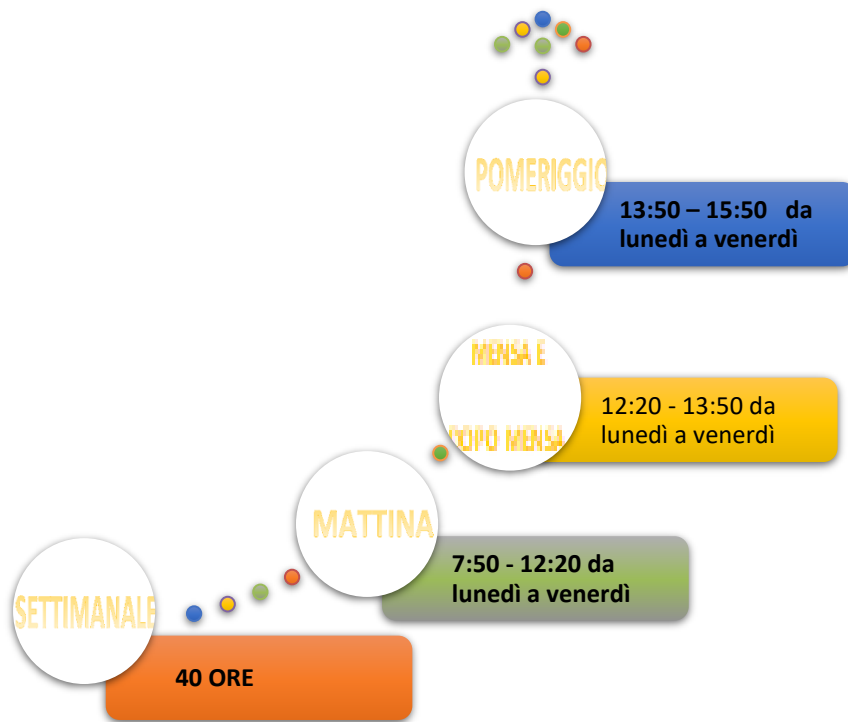 POMERIGGIO
13:50 – 15:50 da
lunedì a venerdì
MENSA E
DOPO MENSA
12:20 - 13:50 da
lunedì a venerdì
MATTINA
7:50 - 12:20 da
lunedì a venerdì
SETTIMANALE
40 ORE